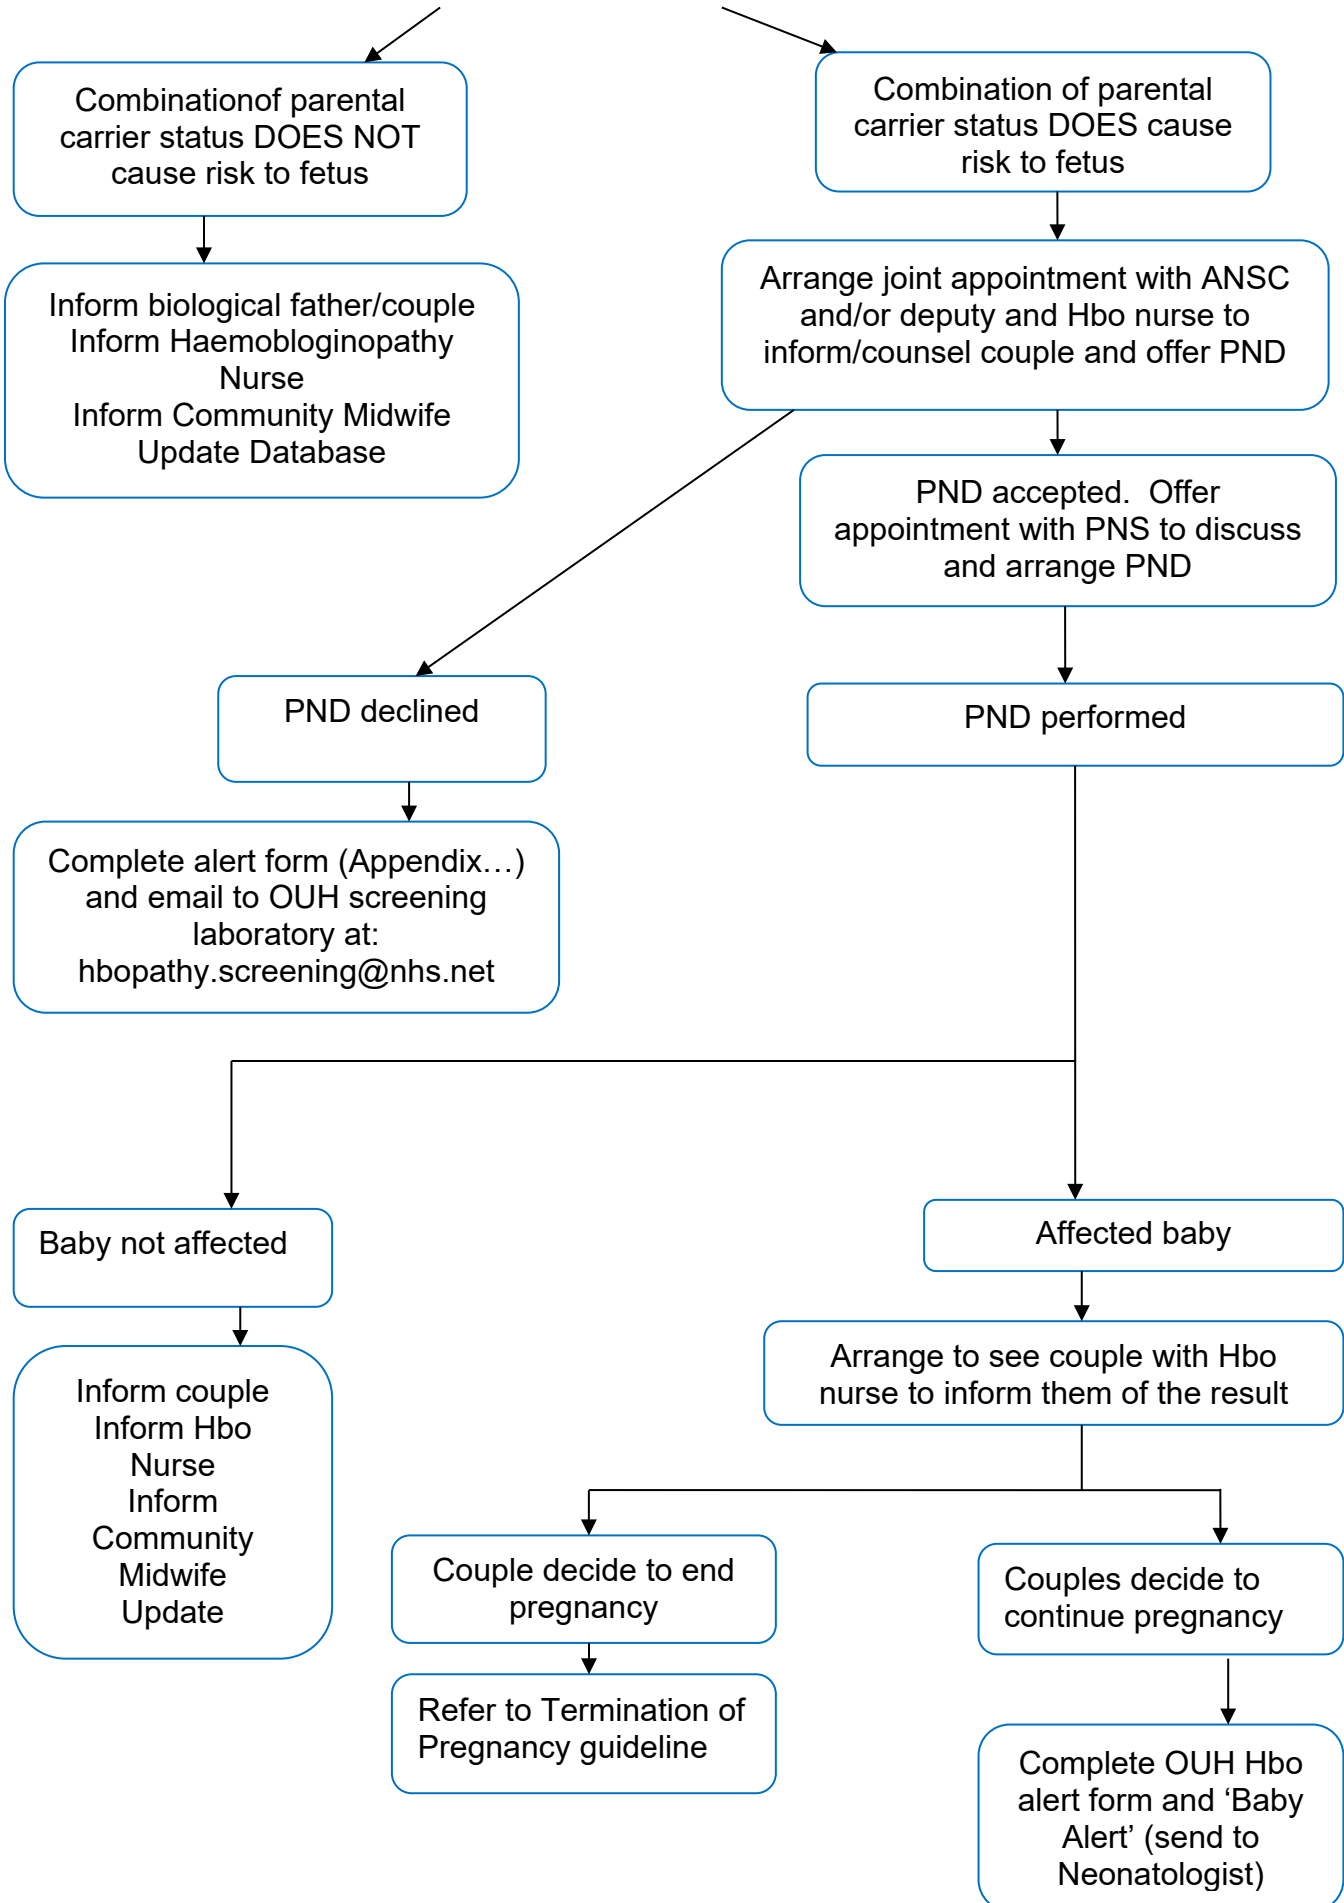 Combinationof parental
carrier status DOES NOT
cause risk to fetus
Combination of parental
carrier status DOES cause
risk to fetus
Inform biological father/couple
Inform Haemobloginopathy
Nurse
Inform Community Midwife
Update Database
Arrange joint appointment with ANSC
and/or deputy and Hbo nurse to
inform/counsel couple and offer PND
PND accepted.  Offer
appointment with PNS to discuss
and arrange PND
PND declined
PND performed
Complete alert form (Appendix…)
and email to OUH screening
laboratory at:
hbopathy.screening@nhs.net
Baby not affected
Affected baby
Inform couple
Inform Hbo
Nurse
Inform
Community
Midwife
Update
Arrange to see couple with Hbo
nurse to inform them of the result
Couple decide to end
pregnancy
Couples decide to
continue pregnancy
Refer to Termination of
Pregnancy guideline
Complete OUH Hbo
alert form and ‘Baby
Alert’ (send to
Neonatologist)